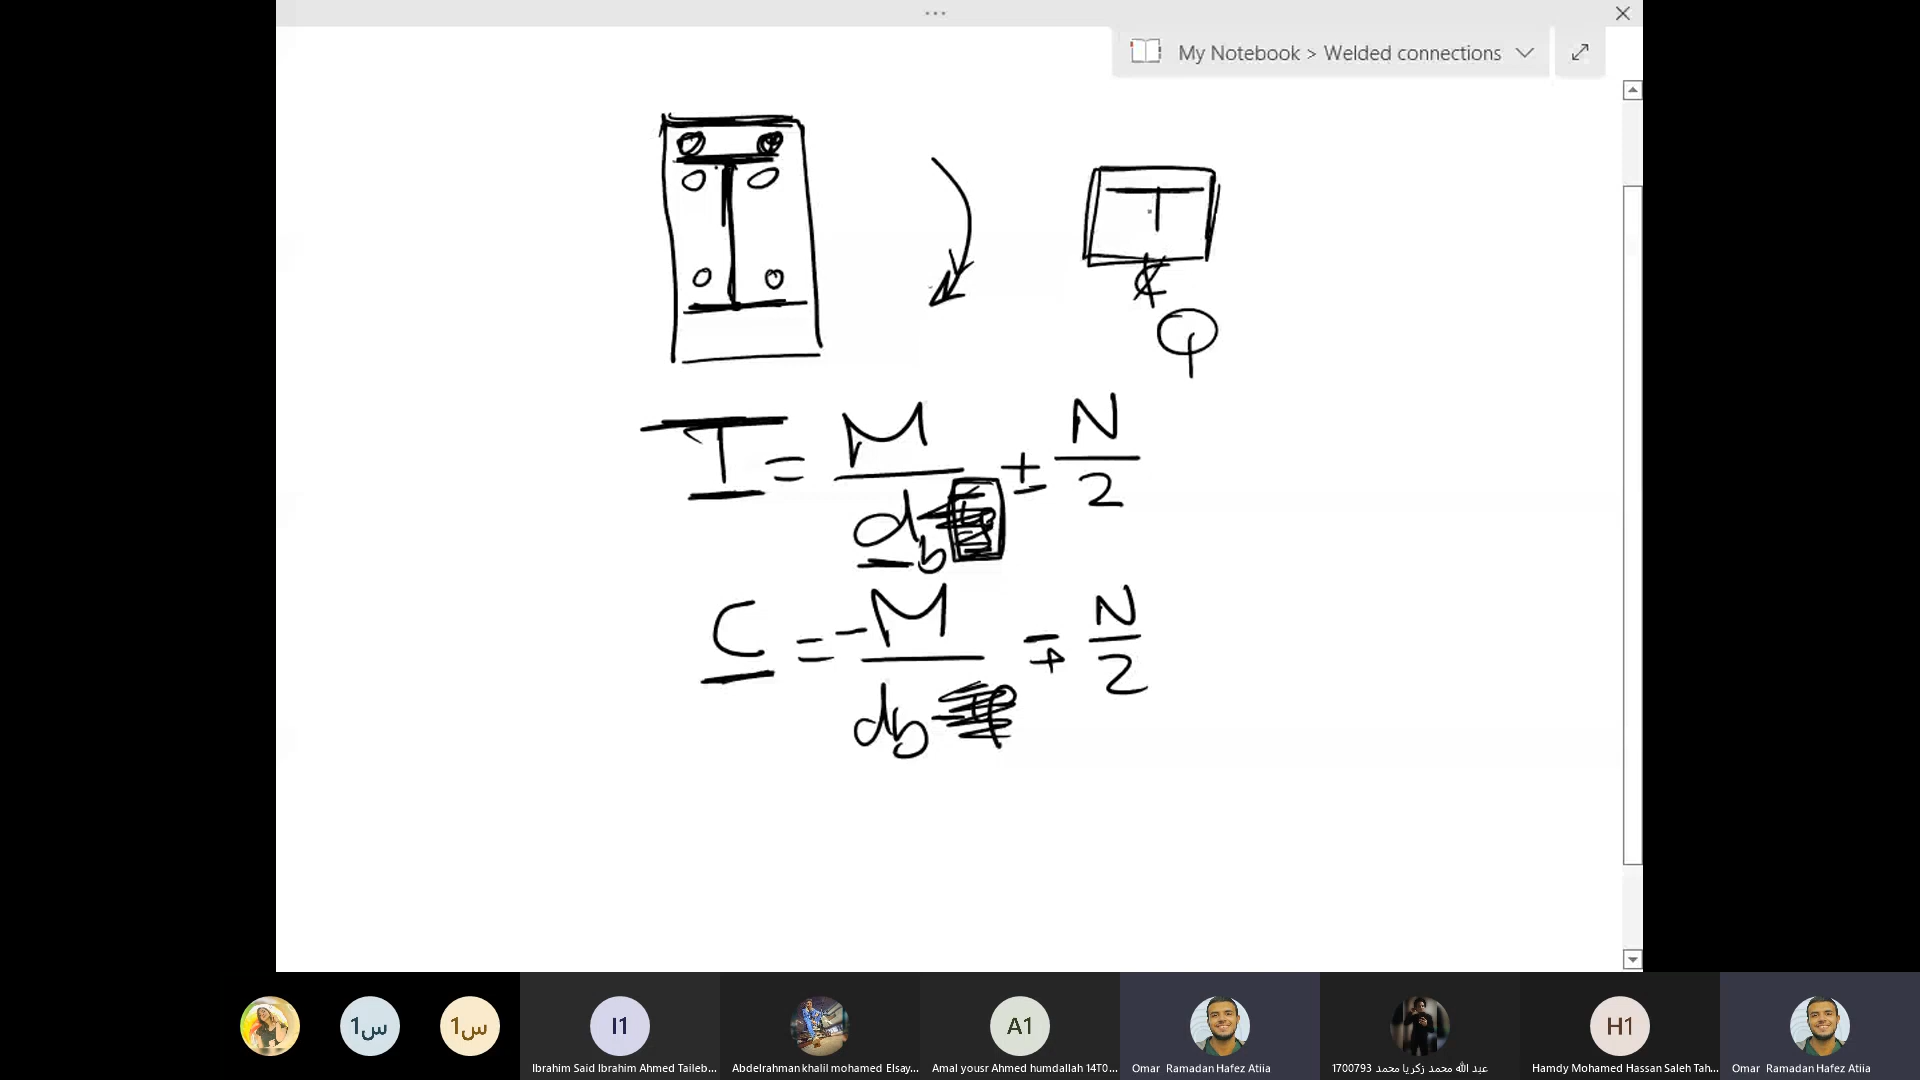 My Notebook > Welded connections
T = M/db ± N/2
C = -M/db ∓ N/2
1س
1س
I1
A1
H1
Ibrahim Said Ibrahim Ahmed Taileb...
Abdelrahman khalil mohamed Elsay...
Amal yousr Ahmed humdallah 14T0...
Omar Ramadan Hafez Atiia
عبد الله محمد زكريا محمد 1700793
Hamdy Mohamed Hassan Saleh Tah...
Omar Ramadan Hafez Atiia